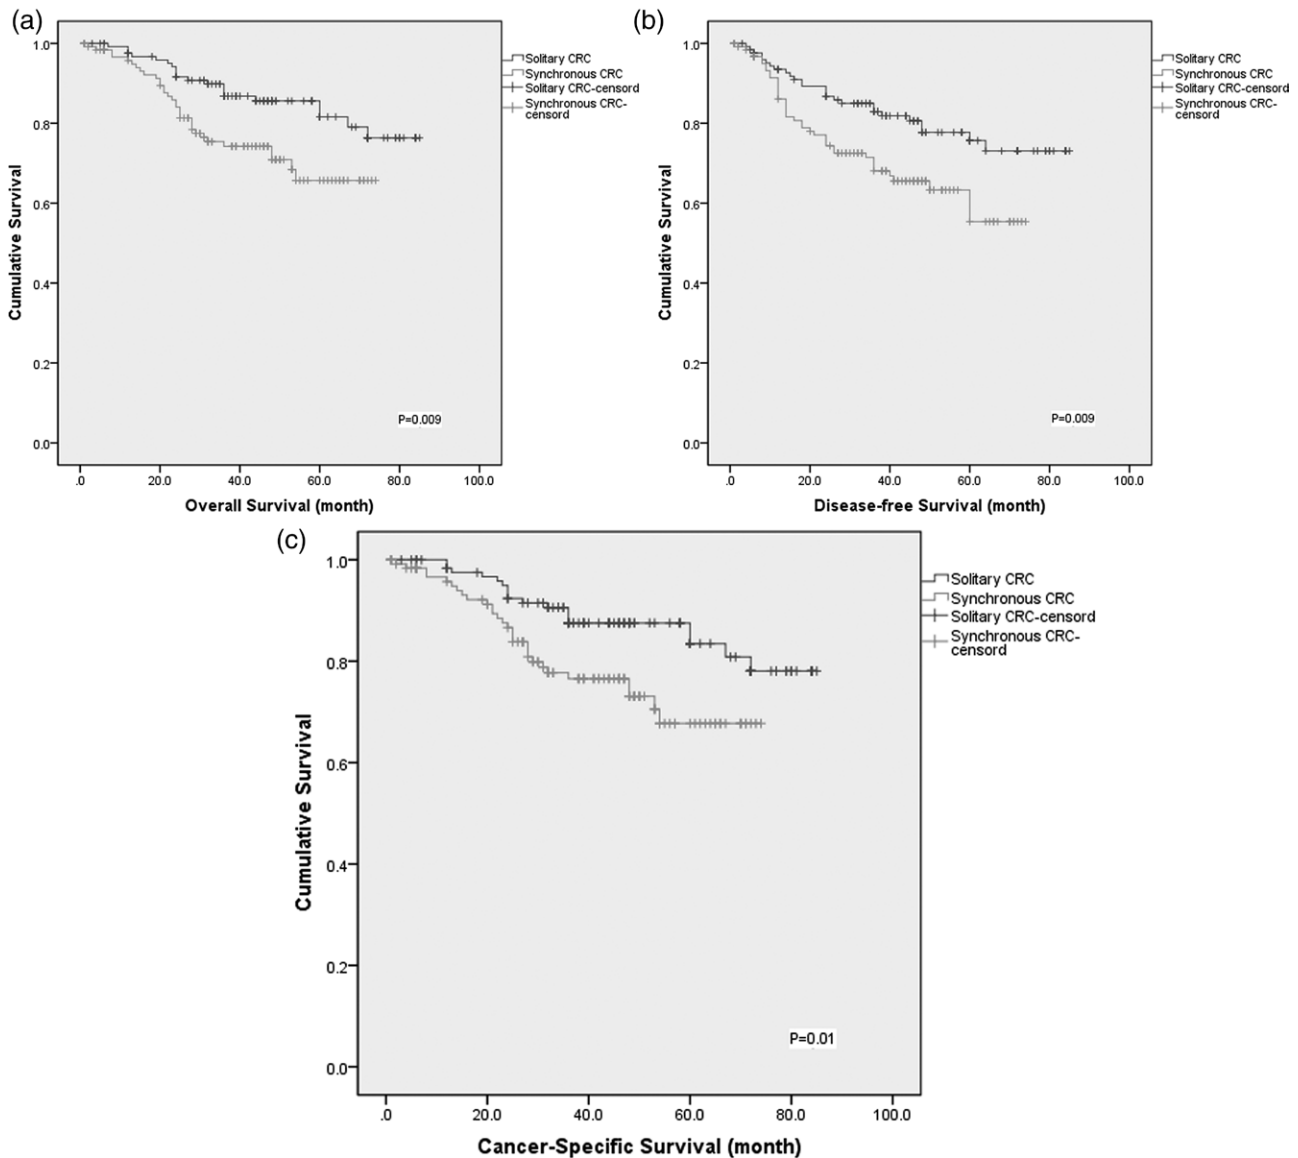 (a)
Cumulative Survival
1.0
0.8
0.6
0.4
0.2
0.0
.0 20.0 40.0 60.0 80.0 100.0
Overall Survival (month)
P=0.009
Solitary CRC
Synchronous CRC
Solitary CRC-censord
Synchronous CRC-
censord
(b)
Cumulative Survival
1.0
0.8
0.6
0.4
0.2
0.0
.0 20.0 40.0 60.0 80.0 100.0
Disease-free Survival (month)
P=0.009
Solitary CRC
Synchronous CRC
Solitary CRC-censord
Synchronous CRC-
censord
(c)
Cumulative Survival
1.0
0.8
0.6
0.4
0.2
0.0
.0 20.0 40.0 60.0 80.0 100.0
Cancer-Specific Survival (month)
P=0.01
Solitary CRC
Synchronous CRC
Solitary CRC-censord
Synchronous CRC-
censord